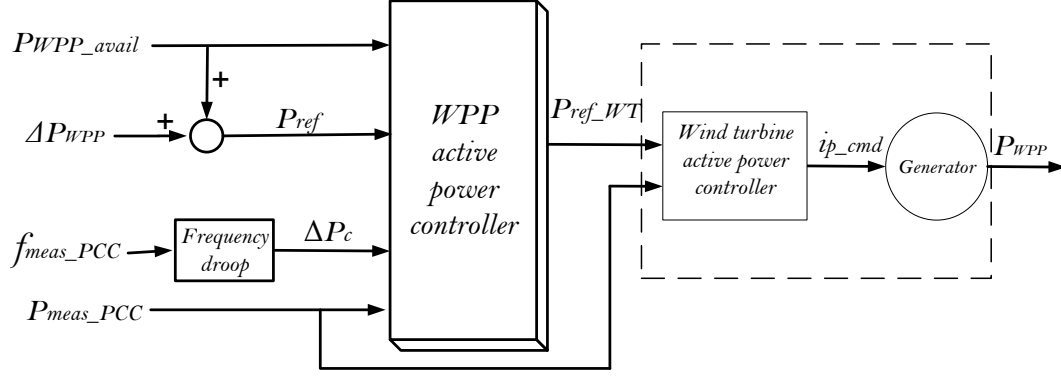 PWPP_avail
+
+
ΔPWPP
Pref
WPP
active
power
controller
Pref_WT
Wind turbine
active power
controller
ip_cmd
Generator
PWPP
fmeas_PCC
Frequency
droop
ΔPc
Pmeas_PCC